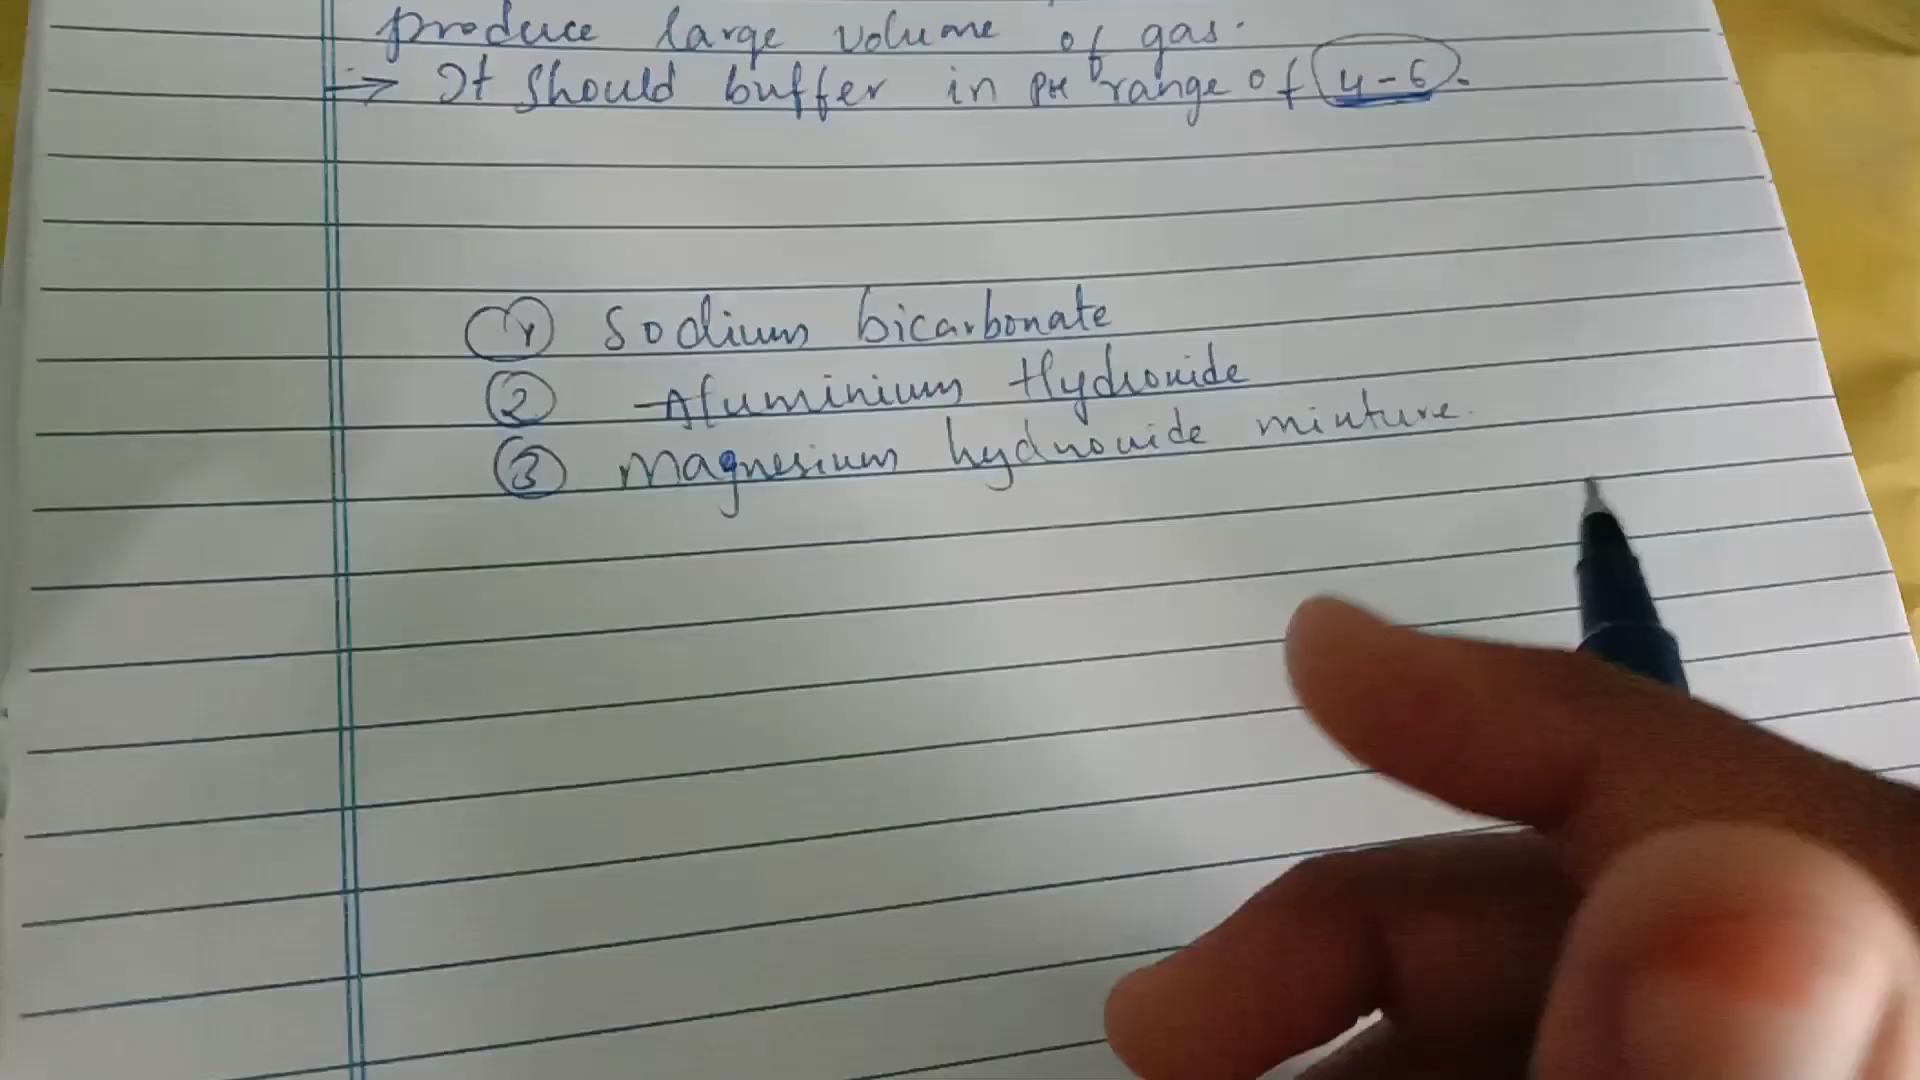 produce large volume of gas.
→ It should buffer in PH range of 4-6.
① Sodium bicarbonate
② Aluminium Hydroxide
③ Magnesium hydroxide mixture.